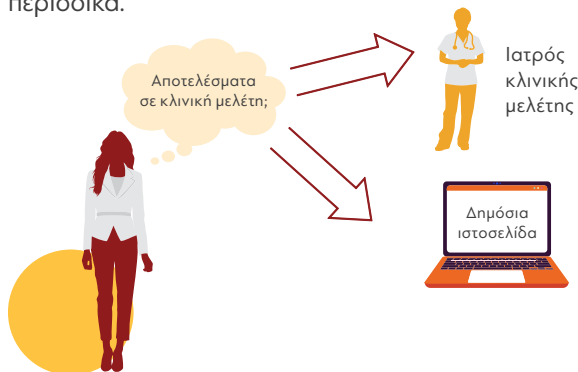 περιοδικά.
Αποτελέσματα
σε κλινική μελέτη;
Ιατρός
κλινικής
μελέτης
Δημόσια
ιστοσελίδα